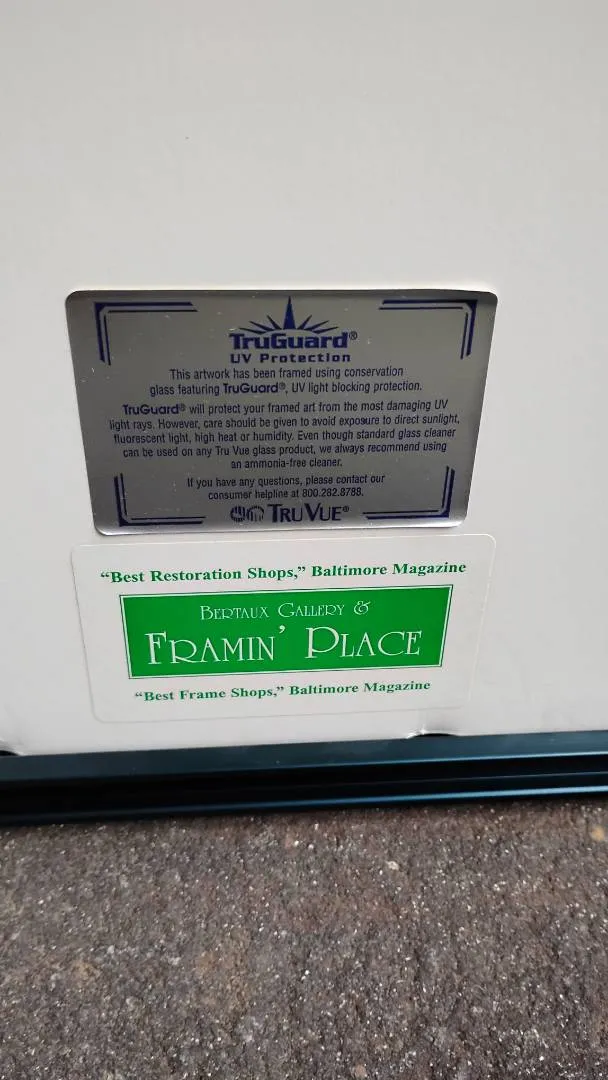 TruGuard®
UV Protection
This artwork has been framed using conservation
glass featuring TruGuard®, UV light blocking protection.
TruGuard® will protect your framed art from the most damaging UV
light rays. However, care should be given to avoid exposure to direct sunlight,
fluorescent light, high heat or humidity. Even though standard glass cleaner
can be used on any Tru Vue glass product, we always recommend using
an ammonia-free cleaner.
If you have any questions, please contact our
consumer helpline at 800.282.8788.
TRU VUE®
“Best Restoration Shops,” Baltimore Magazine
BERTAUX GALLERY &
FRAMIN’ PLACE
“Best Frame Shops,” Baltimore Magazine